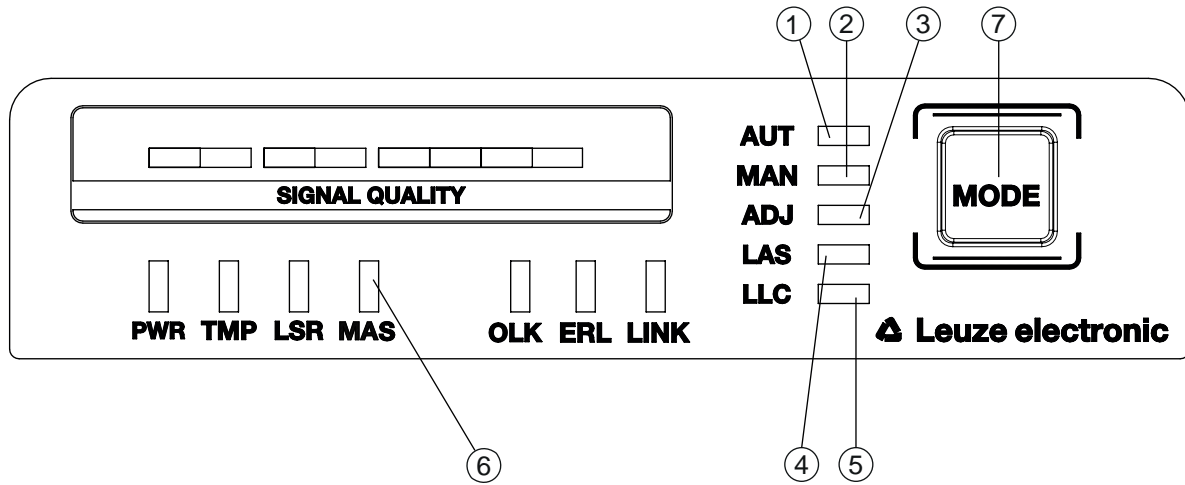 1 2 3 7
AUT
MAN
ADJ
LAS
LLC
MODE
SIGNAL QUALITY
PWR TMP LSR MAS OLK ERL LINK
Leuze electronic
6 4 5